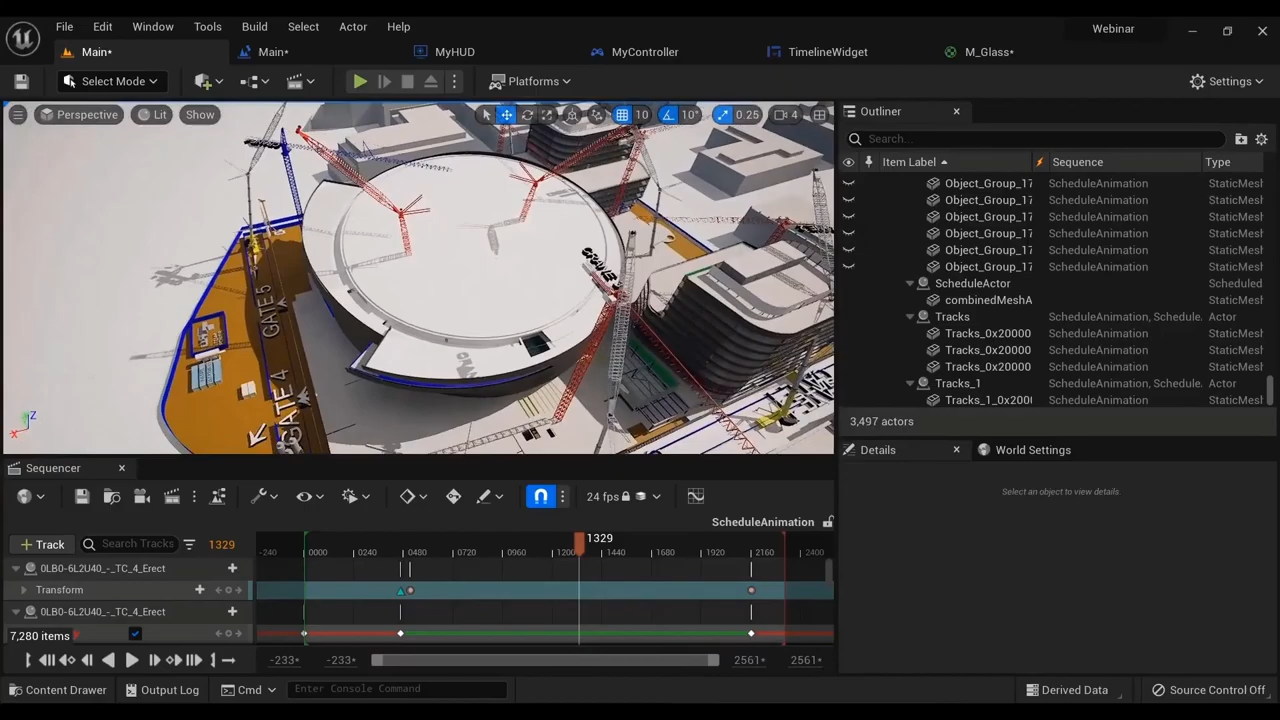 File Edit Window Tools Build Select Actor Help
Webinar
Main* Main* MyHUD MyController TimelineWidget M_Glass*
Select Mode Platforms Settings
Perspective Lit Show 10 10° 0.25 4
Outliner
Search...
Item Label Sequence Type
Object_Group_17 ScheduleAnimation StaticMesh
Object_Group_17 ScheduleAnimation StaticMesh
Object_Group_17 ScheduleAnimation StaticMesh
Object_Group_17 ScheduleAnimation StaticMesh
Object_Group_17 ScheduleAnimation StaticMesh
Object_Group_17 ScheduleAnimation StaticMesh
ScheduleActor ScheduleAnimation Scheduled
combinedMeshA ScheduleAnimation StaticMesh
Tracks ScheduleAnimation, Schedule. Actor
Tracks_0x20000 ScheduleAnimation StaticMesh
Tracks_0x20000 ScheduleAnimation StaticMesh
Tracks_0x20000 ScheduleAnimation StaticMesh
Tracks_1 ScheduleAnimation, Schedule. Actor
Tracks_1_0x200 ScheduleAnimation StaticMesh
3,497 actors
GATE 5
GATE 4
Z
X
Details World Settings
Select an object to view details.
Sequencer
24 fps
ScheduleAnimation
Track Search Tracks 1329
1329
-240 0000 0240 0480 0720 0960 1200 1440 1680 1920 2160 2400
0LB0-6L2U40_-_TC_4_Erect
Transform
0LB0-6L2U40_-_TC_4_Erect
7,280 items
-233* -233* 2561* 2561*
Content Drawer Output Log Cmd Enter Console Command Derived Data Source Control Off